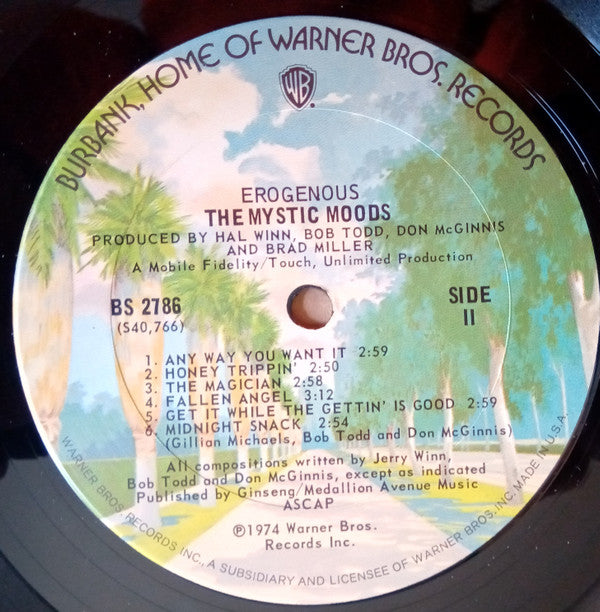 BURBANK, HOME OF WARNER BROS. RECORDS
WB
EROGENOUS
THE MYSTIC MOODS
PRODUCED BY HAL WINN, BOB TODD, DON McGINNIS
AND BRAD MILLER
A Mobile Fidelity/Touch, Unlimited Production
BS 2786
(S40,766)
SIDE
II
1. ANY WAY YOU WANT IT 2:59
2. HONEY TRIPPIN' 2:50
3. THE MAGICIAN 2:58
4. FALLEN ANGEL 3:12
5. GET IT WHILE THE GETTIN' IS GOOD 2:59
6. MIDNIGHT SNACK 2:54
(Gillian Michaels, Bob Todd and Don McGinnis)
All compositions written by Jerry Winn,
Bob Todd and Don McGinnis, except as indicated
Published by Ginseng/Medallion Avenue Music
ASCAP
℗1974 Warner Bros.
Records Inc.
WARNER BROS. RECORDS INC., A SUBSIDIARY AND LICENSEE OF WARNER BROS. INC. MADE IN U.S.A.